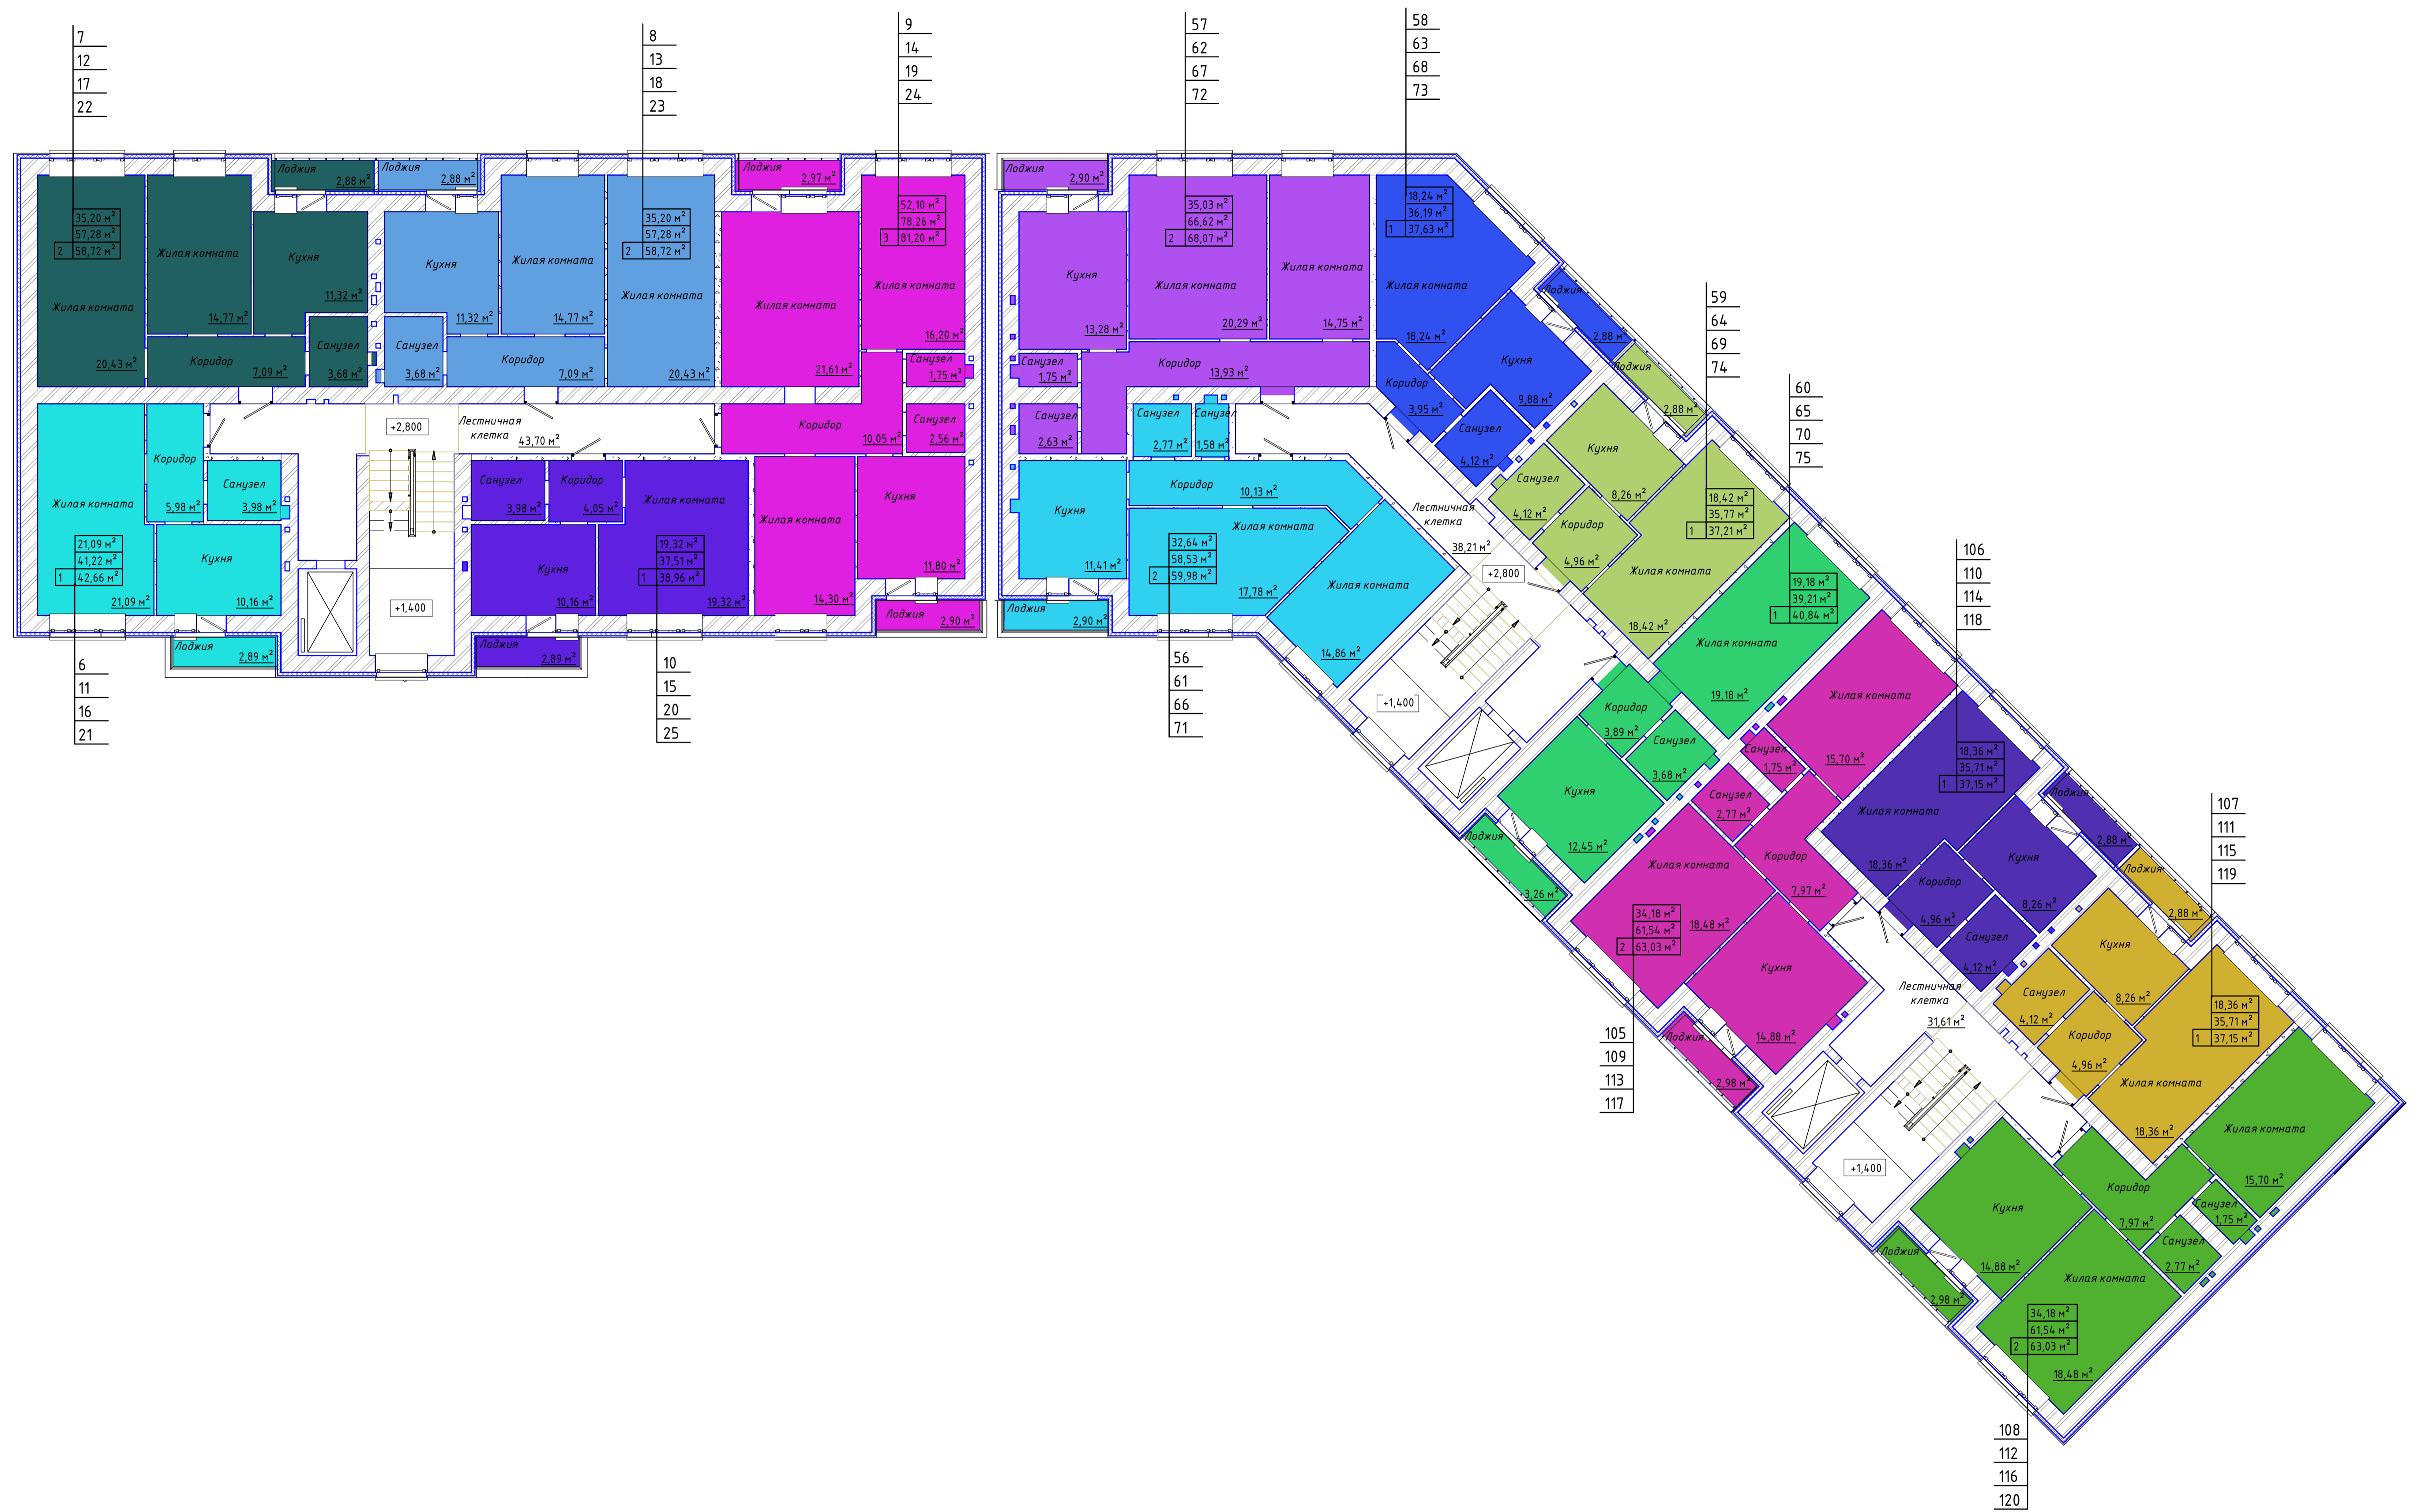 7
12
17
22
8
13
18
23
9
14
19
24
57
62
67
72
58
63
68
73
59
64
69
74
60
65
70
75
106
110
114
118
107
111
115
119
Лоджия
2,88 м²
35,20 м²
57,28 м²
2 58,72 м²
Жилая комната
20,43 м²
Жилая комната
14,77 м²
Кухня
11,32 м²
Коридор
7,09 м²
Санузел
3,68 м²
Лоджия
2,88 м²
Кухня
11,32 м²
Жилая комната
14,77 м²
35,20 м²
57,28 м²
2 58,72 м²
Жилая комната
20,43 м²
Санузел
3,68 м²
Коридор
7,09 м²
Лоджия
2,97 м²
52,10 м²
78,26 м²
3 81,20 м²
Жилая комната
21,61 м²
Жилая комната
16,20 м²
Санузел
1,75 м²
Санузел
2,56 м²
Коридор
10,05 м²
Жилая комната
14,30 м²
Кухня
11,80 м²
Лоджия
2,90 м²
+2,800
Лестничная
клетка
43,70 м²
+1,400
Коридор
5,98 м²
Санузел
3,98 м²
Жилая комната
21,09 м²
41,22 м²
1 42,66 м²
21,09 м²
Кухня
10,16 м²
Лоджия
2,89 м²
Санузел
3,98 м²
Коридор
4,05 м²
Жилая комната
19,32 м²
37,51 м²
1 38,96 м²
19,32 м²
Кухня
10,16 м²
Лоджия
2,89 м²
6
11
16
21
10
15
20
25
Лоджия
2,90 м²
Кухня
13,28 м²
35,03 м²
66,62 м²
2 68,07 м²
Жилая комната
20,29 м²
Жилая комната
14,75 м²
Санузел
1,75 м²
Коридор
13,93 м²
Санузел
2,63 м²
Санузел
2,77 м²
Санузел
1,58 м²
Коридор
10,13 м²
Кухня
11,41 м²
Жилая комната
32,64 м²
58,53 м²
2 59,98 м²
17,78 м²
Жилая комната
14,86 м²
Лоджия
2,90 м²
56
61
66
71
18,24 м²
36,19 м²
1 37,63 м²
Жилая комната
18,24 м²
Лоджия
2,88 м²
Кухня
9,88 м²
Коридор
3,95 м²
Санузел
4,12 м²
Лоджия
2,88 м²
Кухня
8,26 м²
Санузел
4,12 м²
Коридор
4,96 м²
18,42 м²
35,77 м²
1 37,21 м²
Жилая комната
18,42 м²
Лестничная
клетка
38,21 м²
+2,800
+1,400
19,18 м²
39,21 м²
1 40,84 м²
Жилая комната
19,18 м²
Коридор
3,89 м²
Санузел
3,68 м²
Кухня
12,45 м²
Лоджия
3,26 м²
Жилая комната
15,70 м²
Санузел
1,75 м²
Санузел
2,77 м²
Жилая комната
18,48 м²
Коридор
7,97 м²
34,18 м²
61,54 м²
2 63,03 м²
Кухня
14,88 м²
Лоджия
2,98 м²
105
109
113
117
18,36 м²
35,71 м²
1 37,15 м²
Жилая комната
18,36 м²
Лоджия
2,88 м²
Кухня
8,26 м²
Коридор
4,96 м²
Санузел
4,12 м²
Лоджия
2,88 м²
Кухня
8,26 м²
Санузел
4,12 м²
Коридор
4,96 м²
18,36 м²
35,71 м²
1 37,15 м²
Жилая комната
18,36 м²
Лестничная
клетка
31,61 м²
+1,400
Жилая комната
15,70 м²
Коридор
7,97 м²
Санузел
1,75 м²
Санузел
2,77 м²
Кухня
14,88 м²
Жилая комната
34,18 м²
61,54 м²
2 63,03 м²
18,48 м²
Лоджия
2,98 м²
108
112
116
120